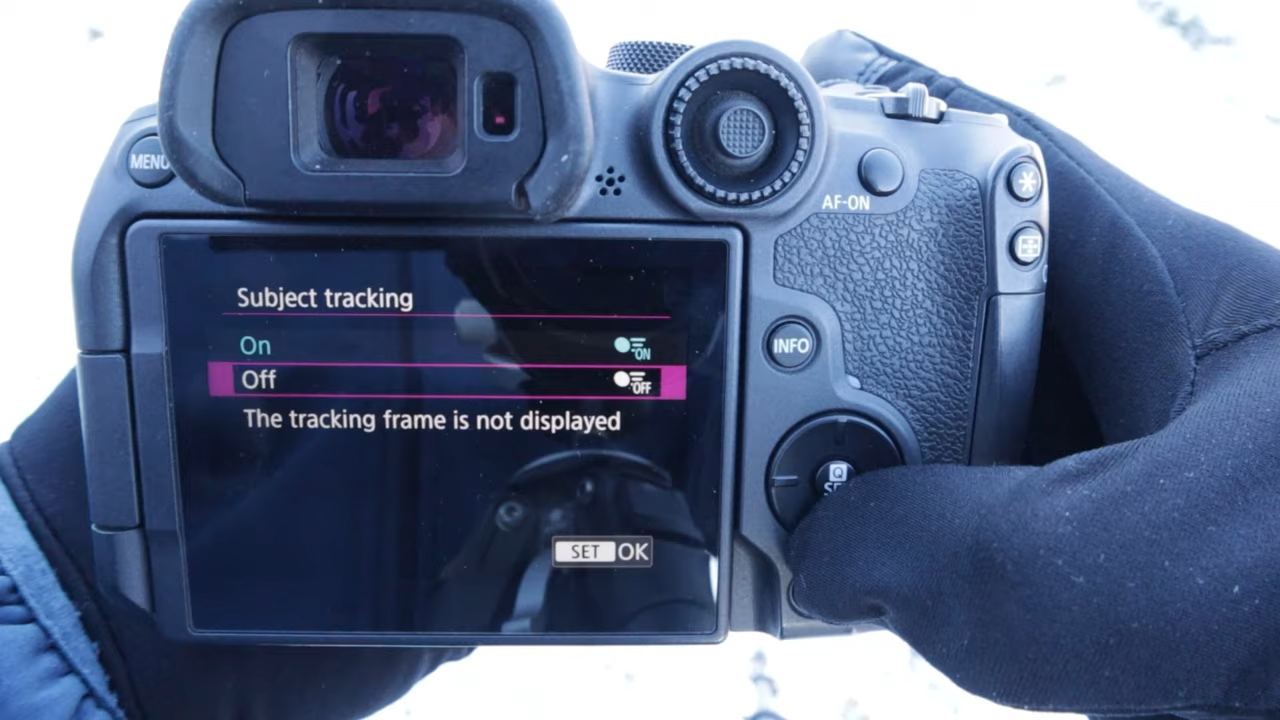 MENU
AF-ON
Subject tracking
On
ON
Off
OFF
The tracking frame is not displayed
SET OK
INFO
Q